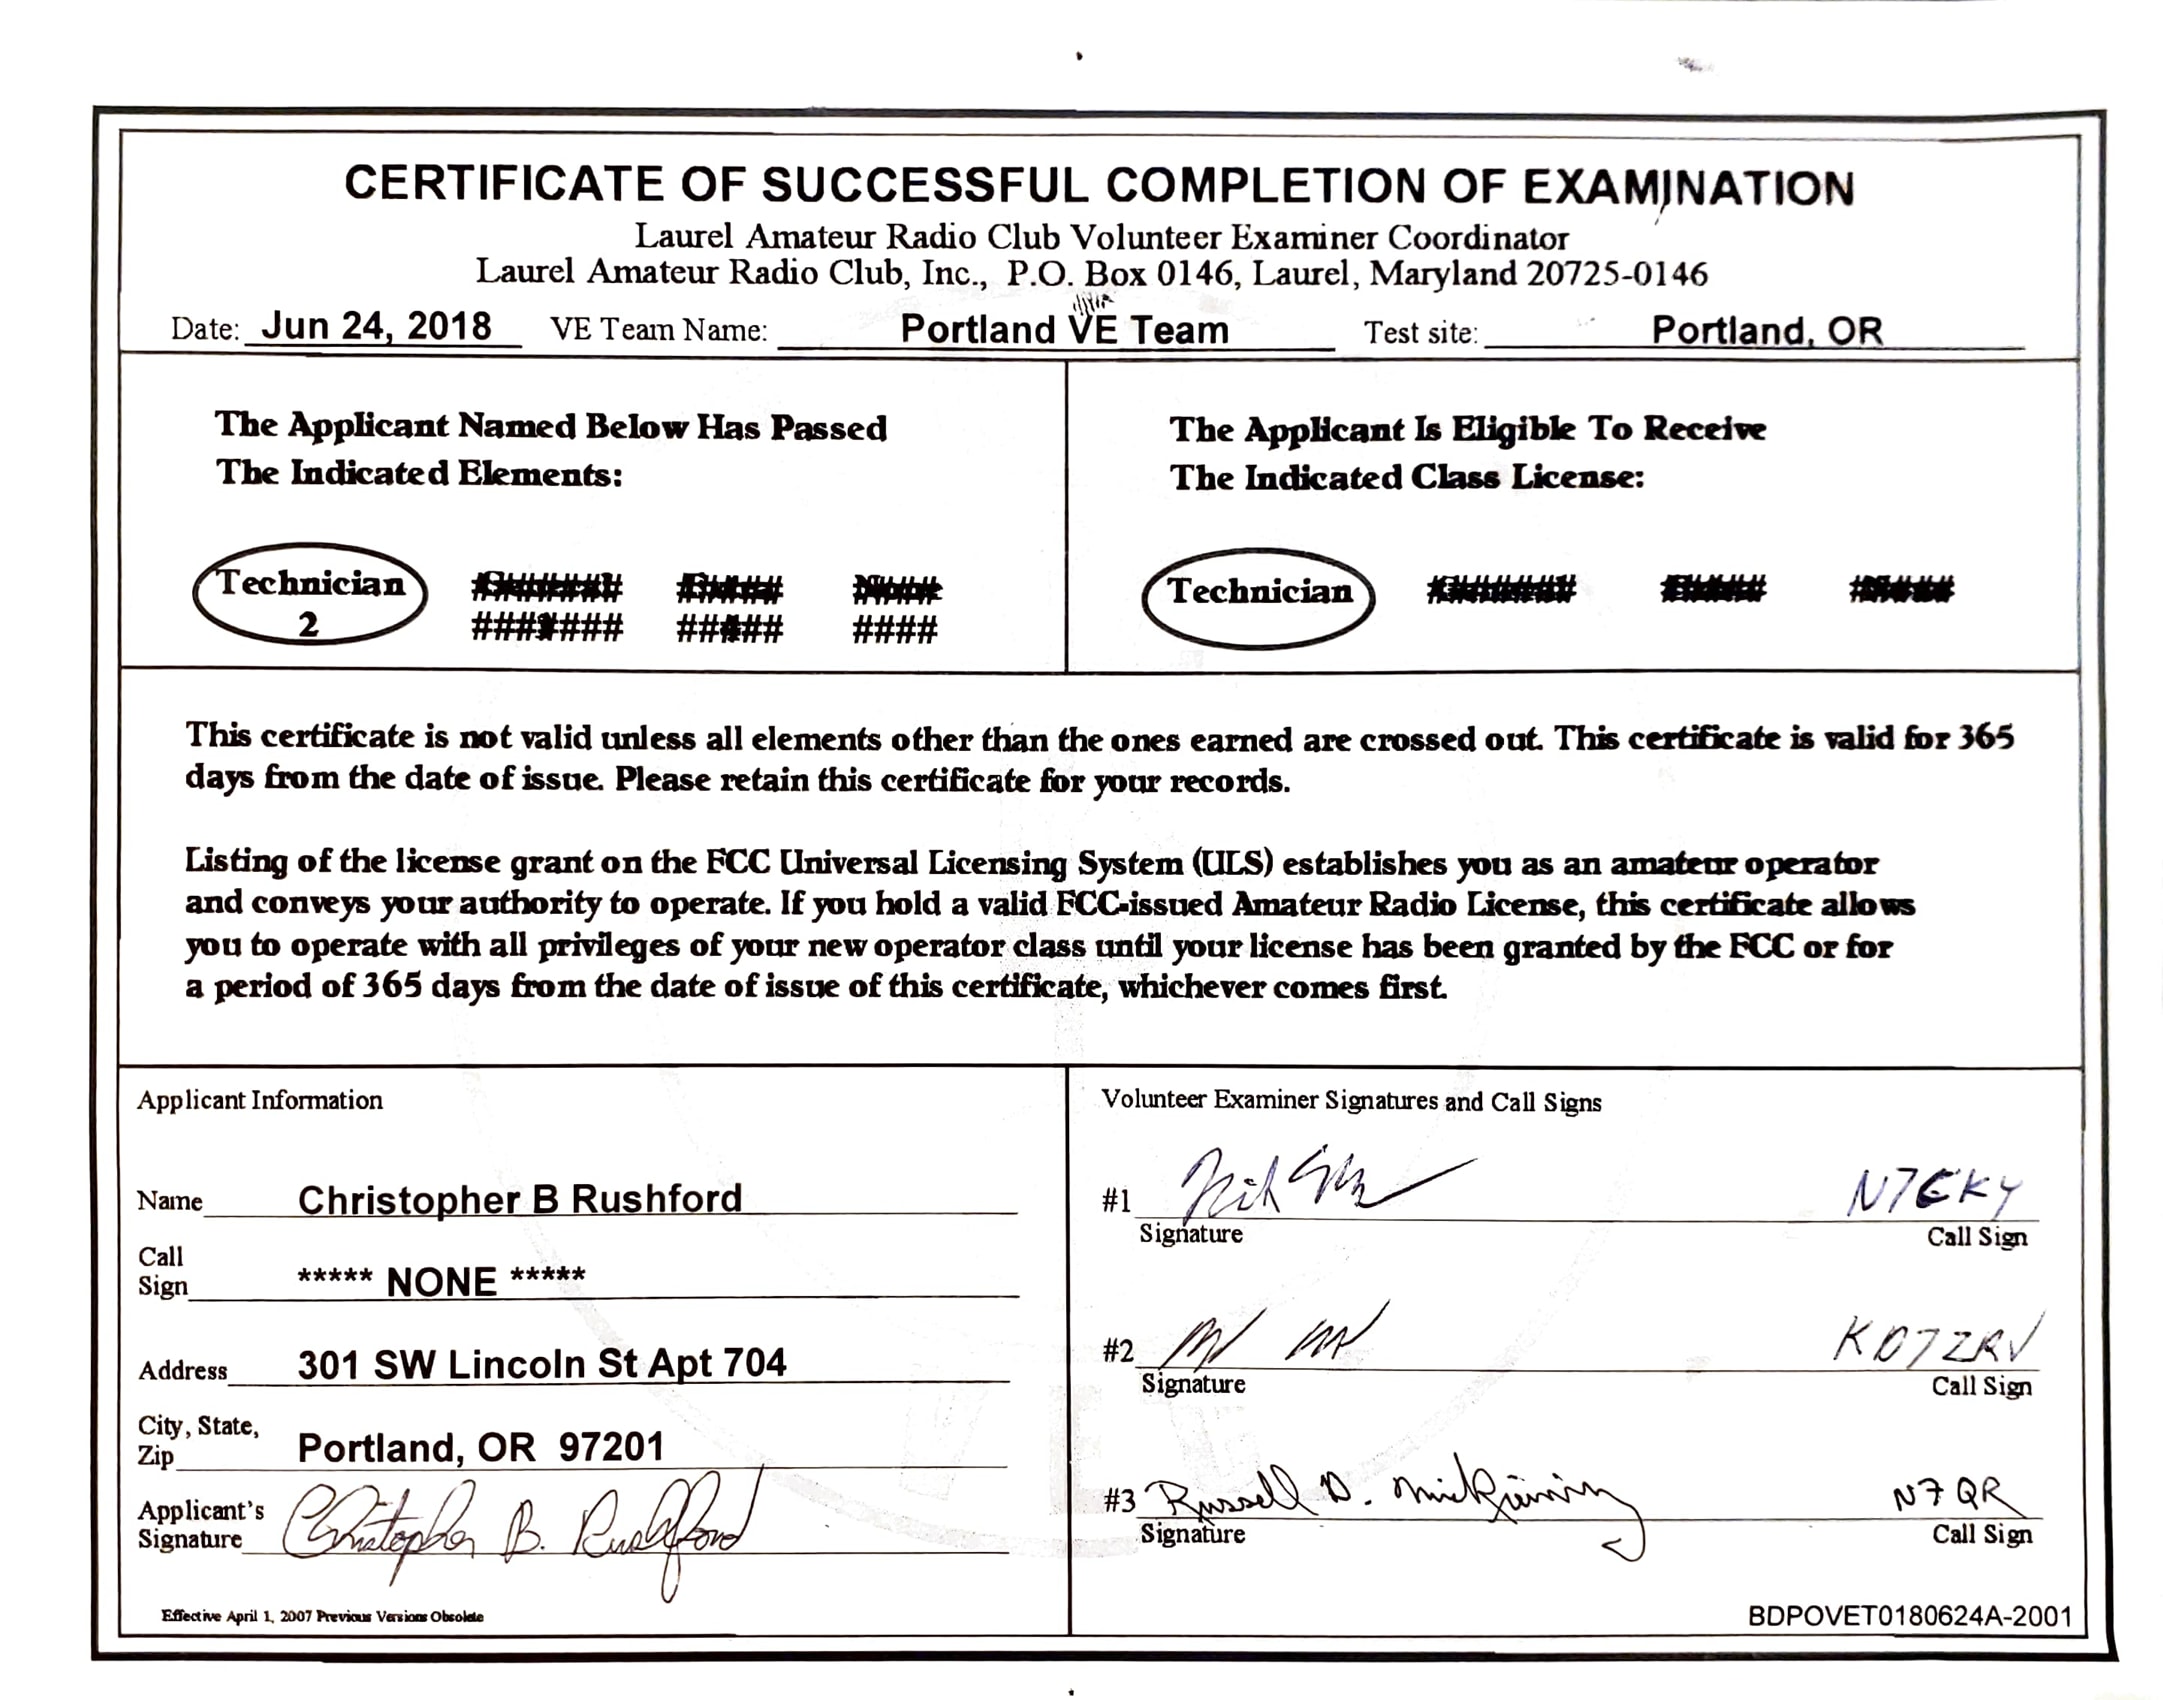 CERTIFICATE OF SUCCESSFUL COMPLETION OF EXAMINATION
Laurel Amateur Radio Club Volunteer Examiner Coordinator
Laurel Amateur Radio Club, Inc., P.O. Box 0146, Laurel, Maryland 20725-0146
Date: Jun 24, 2018 VE Team Name: Portland VE Team Test site: Portland, OR
The Applicant Named Below Has Passed
The Indicated Elements:
Technician
2
The Applicant Is Eligible To Receive
The Indicated Class License:
Technician
This certificate is not valid unless all elements other than the ones earned are crossed out. This certificate is valid for 365
days from the date of issue. Please retain this certificate for your records.
Listing of the license grant on the FCC Universal Licensing System (ULS) establishes you as an amateur operator
and conveys your authority to operate. If you hold a valid FCC-issued Amateur Radio License, this certificate allows
you to operate with all privileges of your new operator class until your license has been granted by the FCC or for
a period of 365 days from the date of issue of this certificate, whichever comes first.
Applicant Information
Name Christopher B Rushford
Call
Sign ***** NONE *****
Address 301 SW Lincoln St Apt 704
City, State,
Zip Portland, OR 97201
Applicant's
Signature Christopher B. Rushford
Effective April 1, 2007 Previous Versions Obsolete
Volunteer Examiner Signatures and Call Signs
#1 N7EKY
Signature Call Sign
#2 KD7ZRV
Signature Call Sign
#3 Russell D. N7QR
Signature Call Sign
BDPOVET0180624A-2001